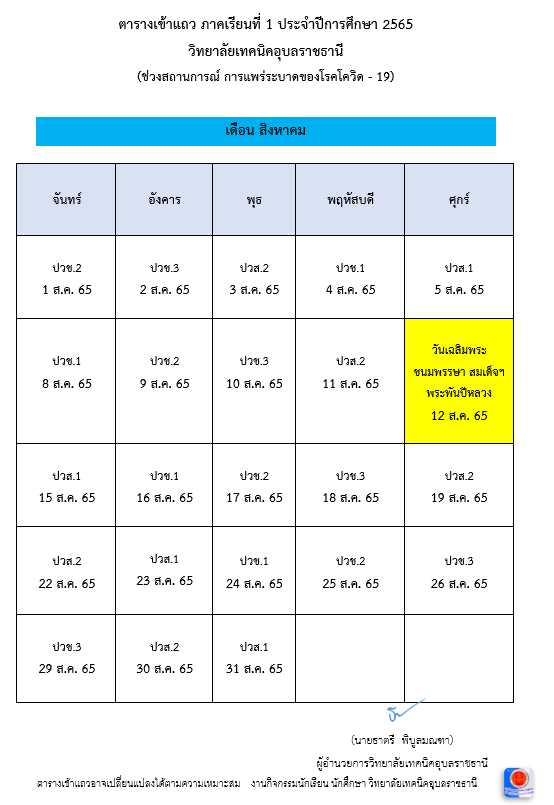 ตารางเข้าแถว ภาคเรียนที่ 1 ประจำปีการศึกษา 2565
วิทยาลัยเทคนิคอุบลราชธานี
(ช่วงสถานการณ์ การแพร่ระบาดของโรคโควิด - 19)
เดือน สิงหาคม
จันทร์ อังคาร พุธ พฤหัสบดี ศุกร์
ปวช.2 ปวช.3 ปวส.2 ปวช.1 ปวส.1
1 ส.ค. 65 2 ส.ค. 65 3 ส.ค. 65 4 ส.ค. 65 5 ส.ค. 65
ปวช.1 ปวช.2 ปวช.3 ปวส.2
8 ส.ค. 65 9 ส.ค. 65 10 ส.ค. 65 11 ส.ค. 65
วันเฉลิมพระ
ชนมพรรษา สมเด็จฯ
พระพันปีหลวง
12 ส.ค. 65
ปวส.1 ปวช.1 ปวช.2 ปวช.3 ปวส.2
15 ส.ค. 65 16 ส.ค. 65 17 ส.ค. 65 18 ส.ค. 65 19 ส.ค. 65
ปวส.2 ปวส.1 ปวช.1 ปวช.2 ปวช.3
22 ส.ค. 65 23 ส.ค. 65 24 ส.ค. 65 25 ส.ค. 65 26 ส.ค. 65
ปวช.3 ปวส.2 ปวส.1
29 ส.ค. 65 30 ส.ค. 65 31 ส.ค. 65
(นายธาตรี พิบูลมณฑา)
ผู้อำนวยการวิทยาลัยเทคนิคอุบลราชธานี
ตารางเข้าแถวอาจเปลี่ยนแปลงได้ตามความเหมาะสม งานกิจกรรมนักเรียน นักศึกษา วิทยาลัยเทคนิคอุบลราชธานี